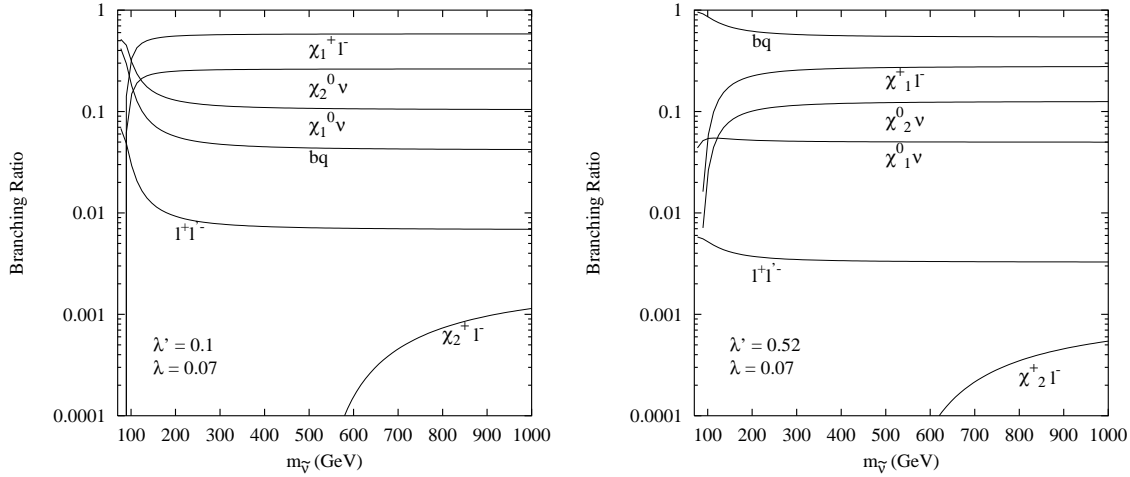 1
0.1
0.01
0.001
0.0001
Branching Ratio
χ₁⁺ l⁻
χ₂⁰ ν
χ₁⁰ ν
bq
l⁺l'⁻
χ₂⁺ l⁻
λ' = 0.1
λ = 0.07
100 200 300 400 500 600 700 800 900 1000
m_ν̃ (GeV)
1
0.1
0.01
0.001
0.0001
Branching Ratio
bq
χ⁺₁ l⁻
χ⁰₂ ν
χ⁰₁ ν
l⁺l'⁻
χ⁺₂ l⁻
λ' = 0.52
λ = 0.07
100 200 300 400 500 600 700 800 900 1000
m_ν̃ (GeV)